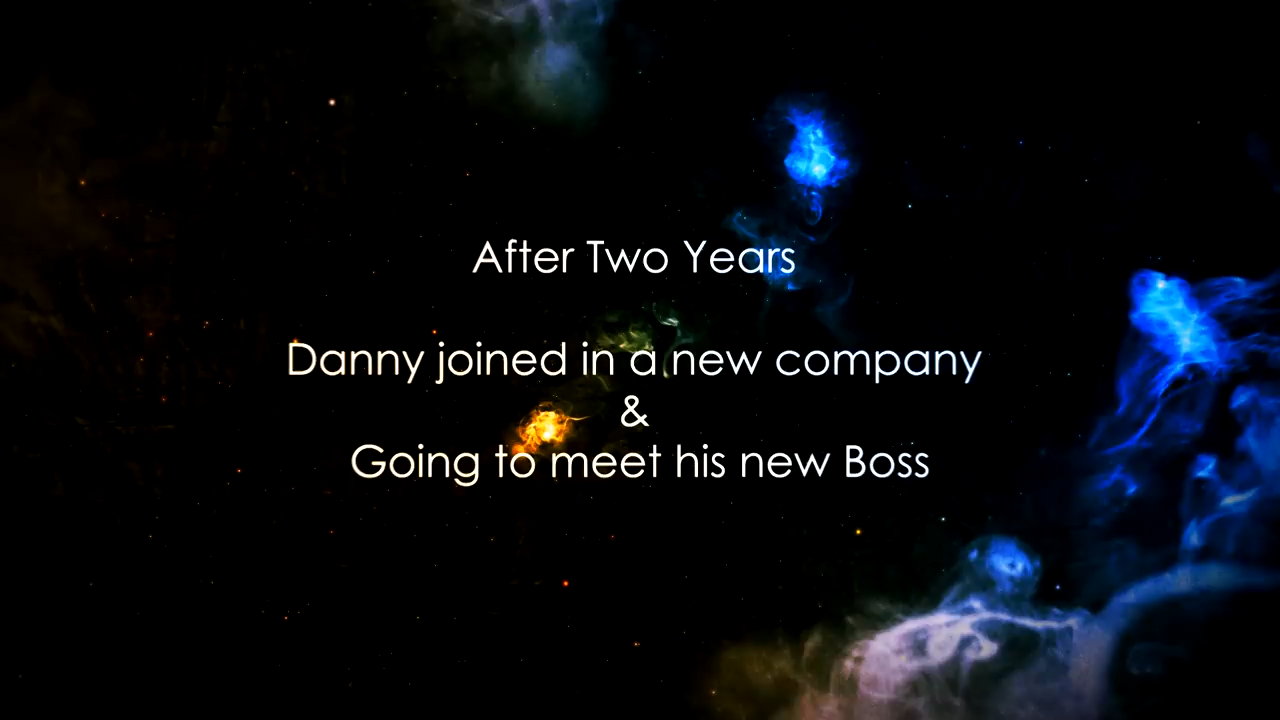 After Two Years
Danny joined in a new company
&
Going to meet his new Boss